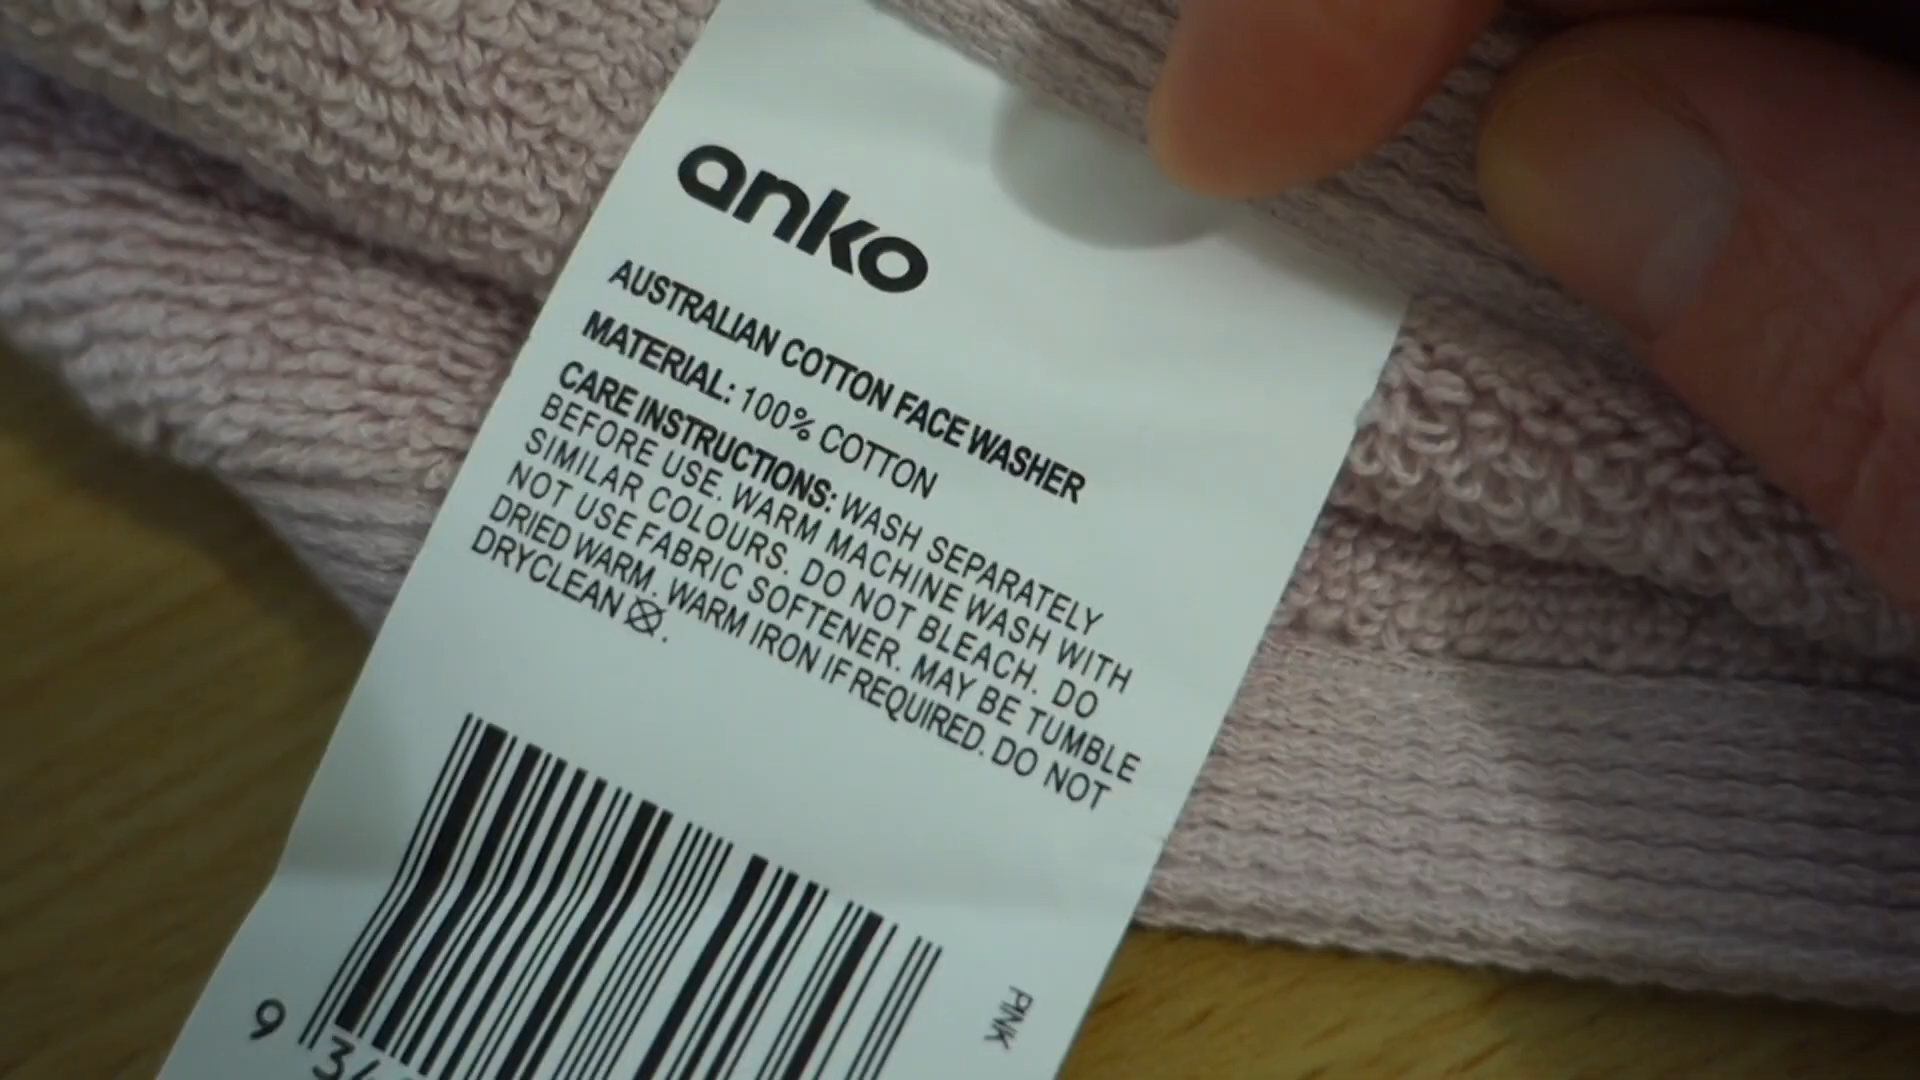 anko
AUSTRALIAN COTTON FACE WASHER
MATERIAL: 100% COTTON
CARE INSTRUCTIONS: WASH SEPARATELY
BEFORE USE. WARM MACHINE WASH WITH
SIMILAR COLOURS. DO NOT BLEACH. DO
NOT USE FABRIC SOFTENER. MAY BE TUMBLE
DRIED WARM. WARM IRON IF REQUIRED. DO NOT
DRYCLEAN.
PINK
9 34